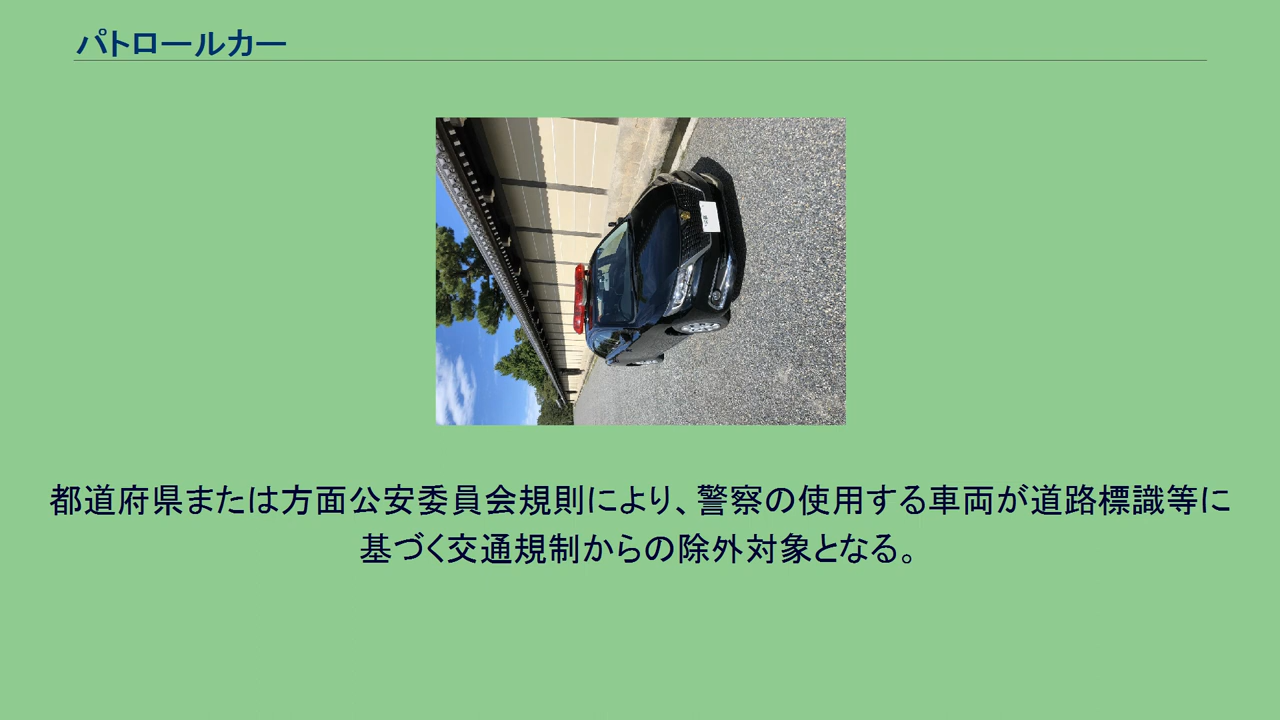 パトロールカー
都道府県または方面公安委員会規則により、警察の使用する車両が道路標識等に
基づく交通規制からの除外対象となる。